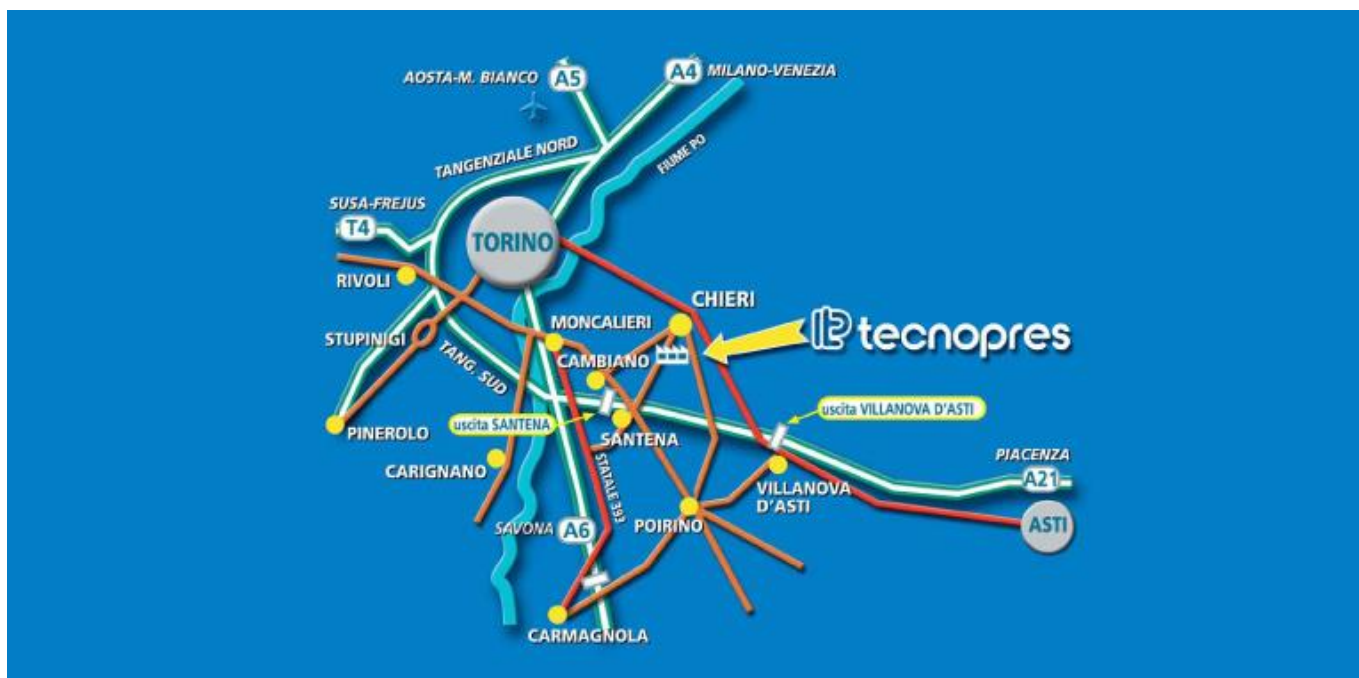 AOSTA-M. BIANCO
A5
A4
MILANO-VENEZIA
TANGENZIALE NORD
FIUME PO
SUSA-FREJUS
T4
TORINO
RIVOLI
CHIERI
STUPINIGI
MONCALIERI
tecnopres
CAMBIANO
TANG. SUD
uscita SANTENA
uscita VILLANOVA D'ASTI
PINEROLO
SANTENA
CARIGNANO
STATALE 393
PIACENZA
A21
VILLANOVA
D'ASTI
SAVONA
A6
POIRINO
ASTI
CARMAGNOLA